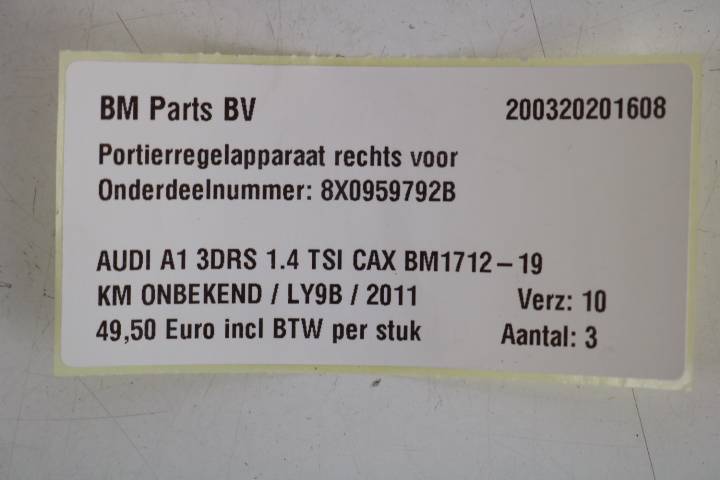 BM Parts BV 200320201608
Portierregelapparaat rechts voor
Onderdeelnummer: 8X0959792B
AUDI A1 3DRS 1.4 TSI CAX BM1712-19
KM ONBEKEND / LY9B / 2011 Verz: 10
49,50 Euro incl BTW per stuk Aantal: 3